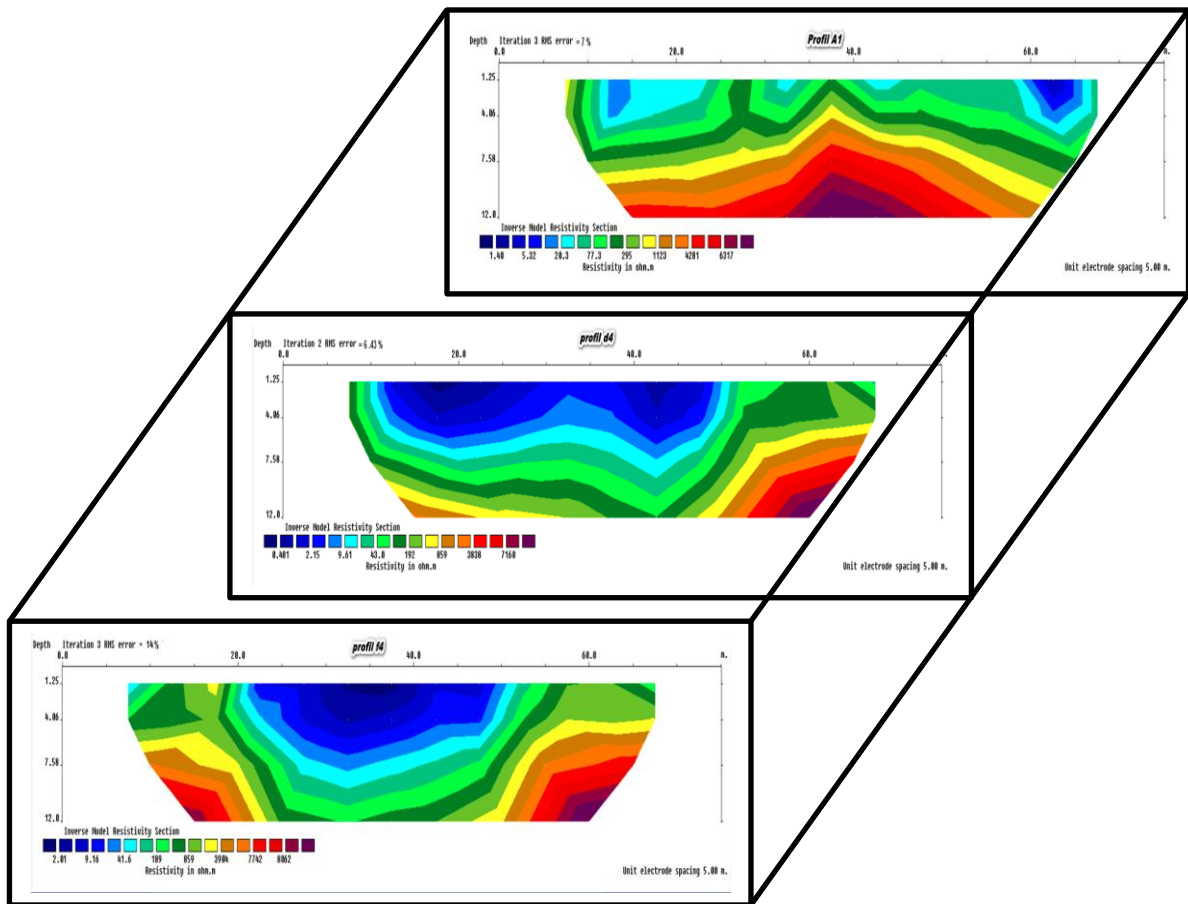 Profil A1
Depth Iteration 3 RMS error = 7 %
0.0 20.0 40.0 60.0 m.
1.25
4.06
7.50
12.0
Inverse Model Resistivity Section
1.40 5.32 20.3 77.3 295 1123 4281 6317
Resistivity in ohm.m
Unit electrode spacing 5.00 m.
profil d4
Depth Iteration 2 RMS error = 6.43 %
0.0 20.0 40.0 60.0
1.25
4.06
7.50
12.0
Inverse Model Resistivity Section
0.481 2.15 9.61 43.0 192 859 3838 7160
Resistivity in ohm.m
Unit electrode spacing 5.00 m.
profil f4
Depth Iteration 3 RMS error = 14 %
0.0 20.0 40.0 60.0 m.
1.25
4.06
7.50
12.0
Inverse Model Resistivity Section
2.01 9.16 41.6 189 859 3904 7742 8062
Resistivity in ohm.m
Unit electrode spacing 5.00 m.